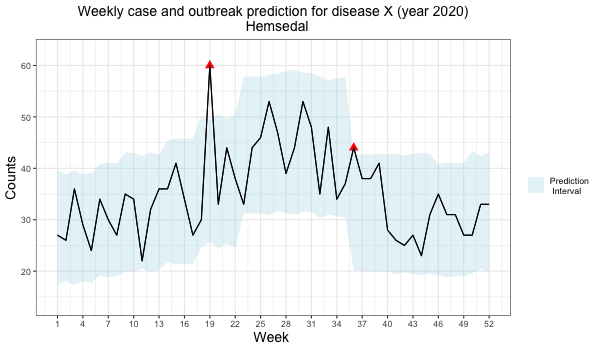 Weekly case and outbreak prediction for disease X (year 2020)
Hemsedal
60
50
40
30
20
Counts
1 4 7 10 13 16 19 22 25 28 31 34 37 40 43 46 49 52
Week
Prediction
Interval